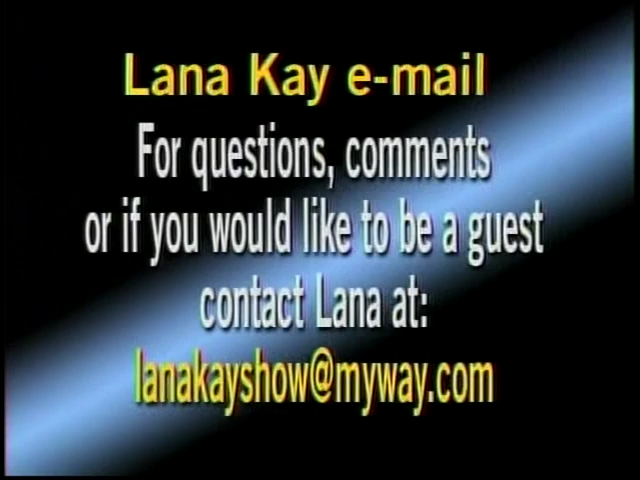 Lana Kay e-mail
For questions, comments
or if you would like to be a guest
contact Lana at:
lanakayshow@myway.com